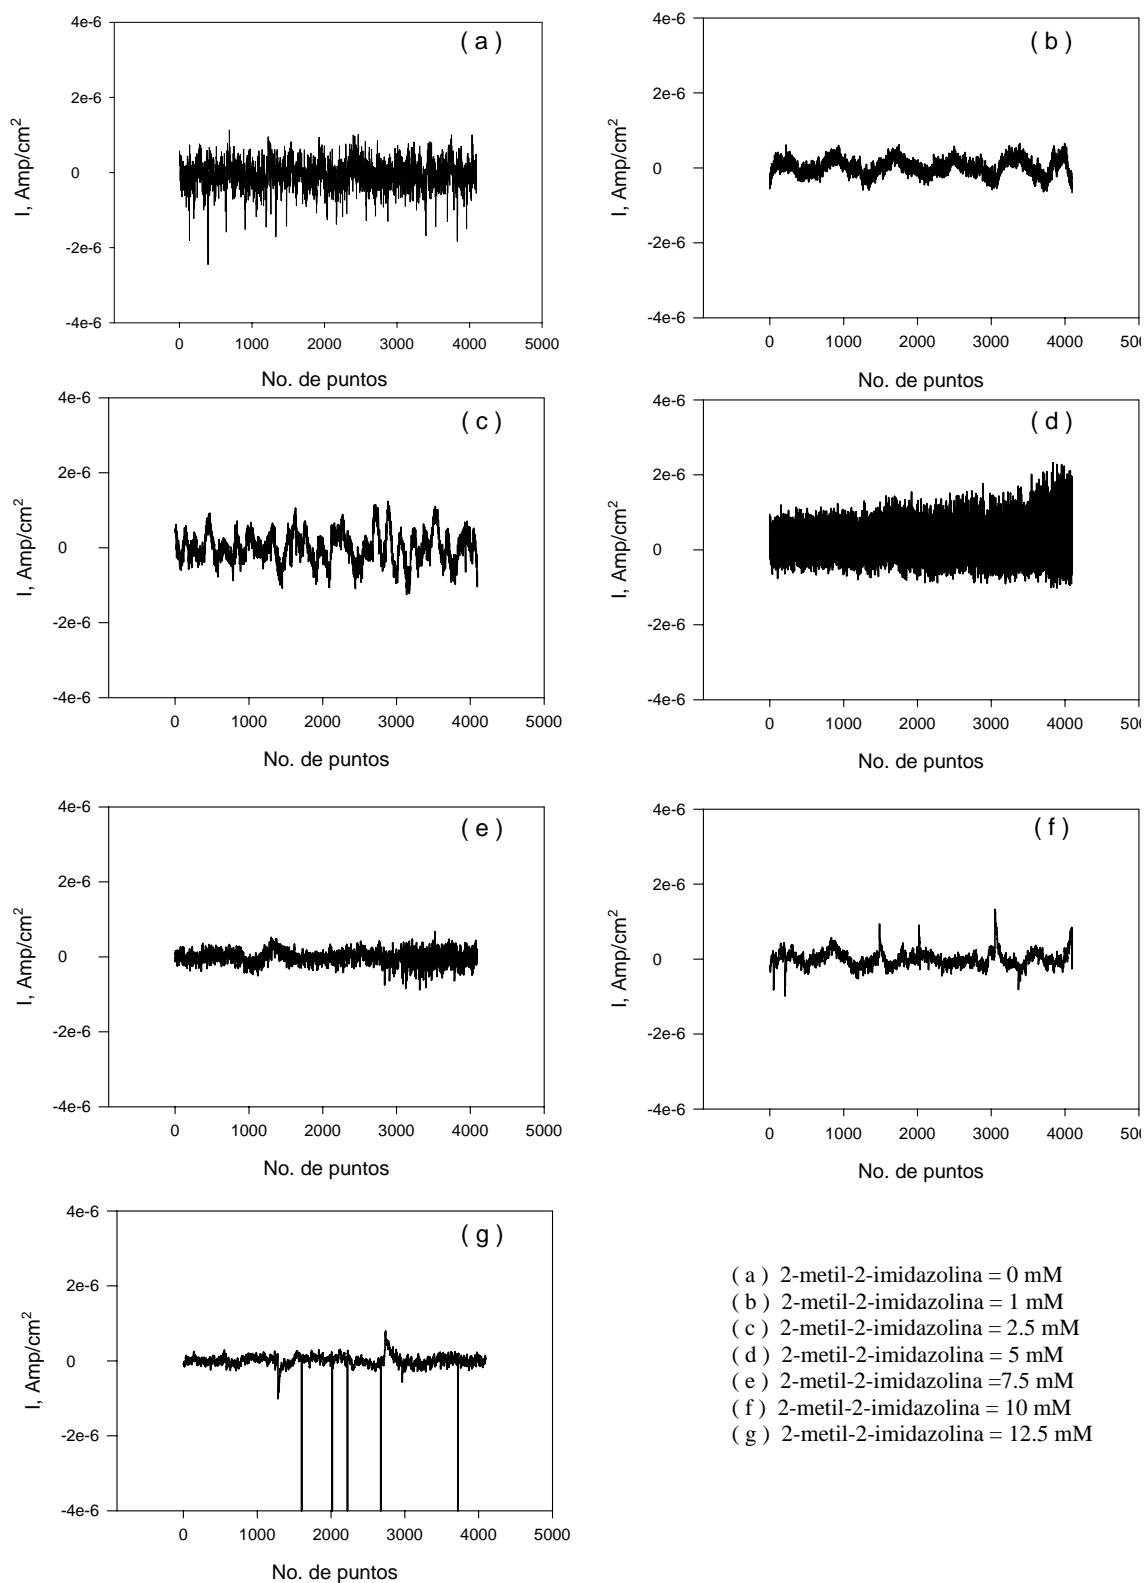 ( a )
4e-6
2e-6
0
-2e-6
-4e-6
I, Amp/cm²
0 1000 2000 3000 4000 5000
No. de puntos
( b )
4e-6
2e-6
0
-2e-6
-4e-6
I, Amp/cm²
0 1000 2000 3000 4000 500
No. de puntos
( c )
4e-6
2e-6
0
-2e-6
-4e-6
I, Amp/cm²
0 1000 2000 3000 4000 5000
No. de puntos
( d )
4e-6
2e-6
0
-2e-6
-4e-6
I, Amp/cm²
0 1000 2000 3000 4000 500
No. de puntos
( e )
4e-6
2e-6
0
-2e-6
-4e-6
I, Amp/cm²
0 1000 2000 3000 4000 5000
No. de puntos
( f )
4e-6
2e-6
0
-2e-6
-4e-6
I, Amp/cm²
0 1000 2000 3000 4000 500
No. de puntos
( g )
4e-6
2e-6
0
-2e-6
-4e-6
I, Amp/cm²
0 1000 2000 3000 4000 5000
No. de puntos
( a ) 2-metil-2-imidazolina = 0 mM
( b ) 2-metil-2-imidazolina = 1 mM
( c ) 2-metil-2-imidazolina = 2.5 mM
( d ) 2-metil-2-imidazolina = 5 mM
( e ) 2-metil-2-imidazolina =7.5 mM
( f ) 2-metil-2-imidazolina = 10 mM
( g ) 2-metil-2-imidazolina = 12.5 mM